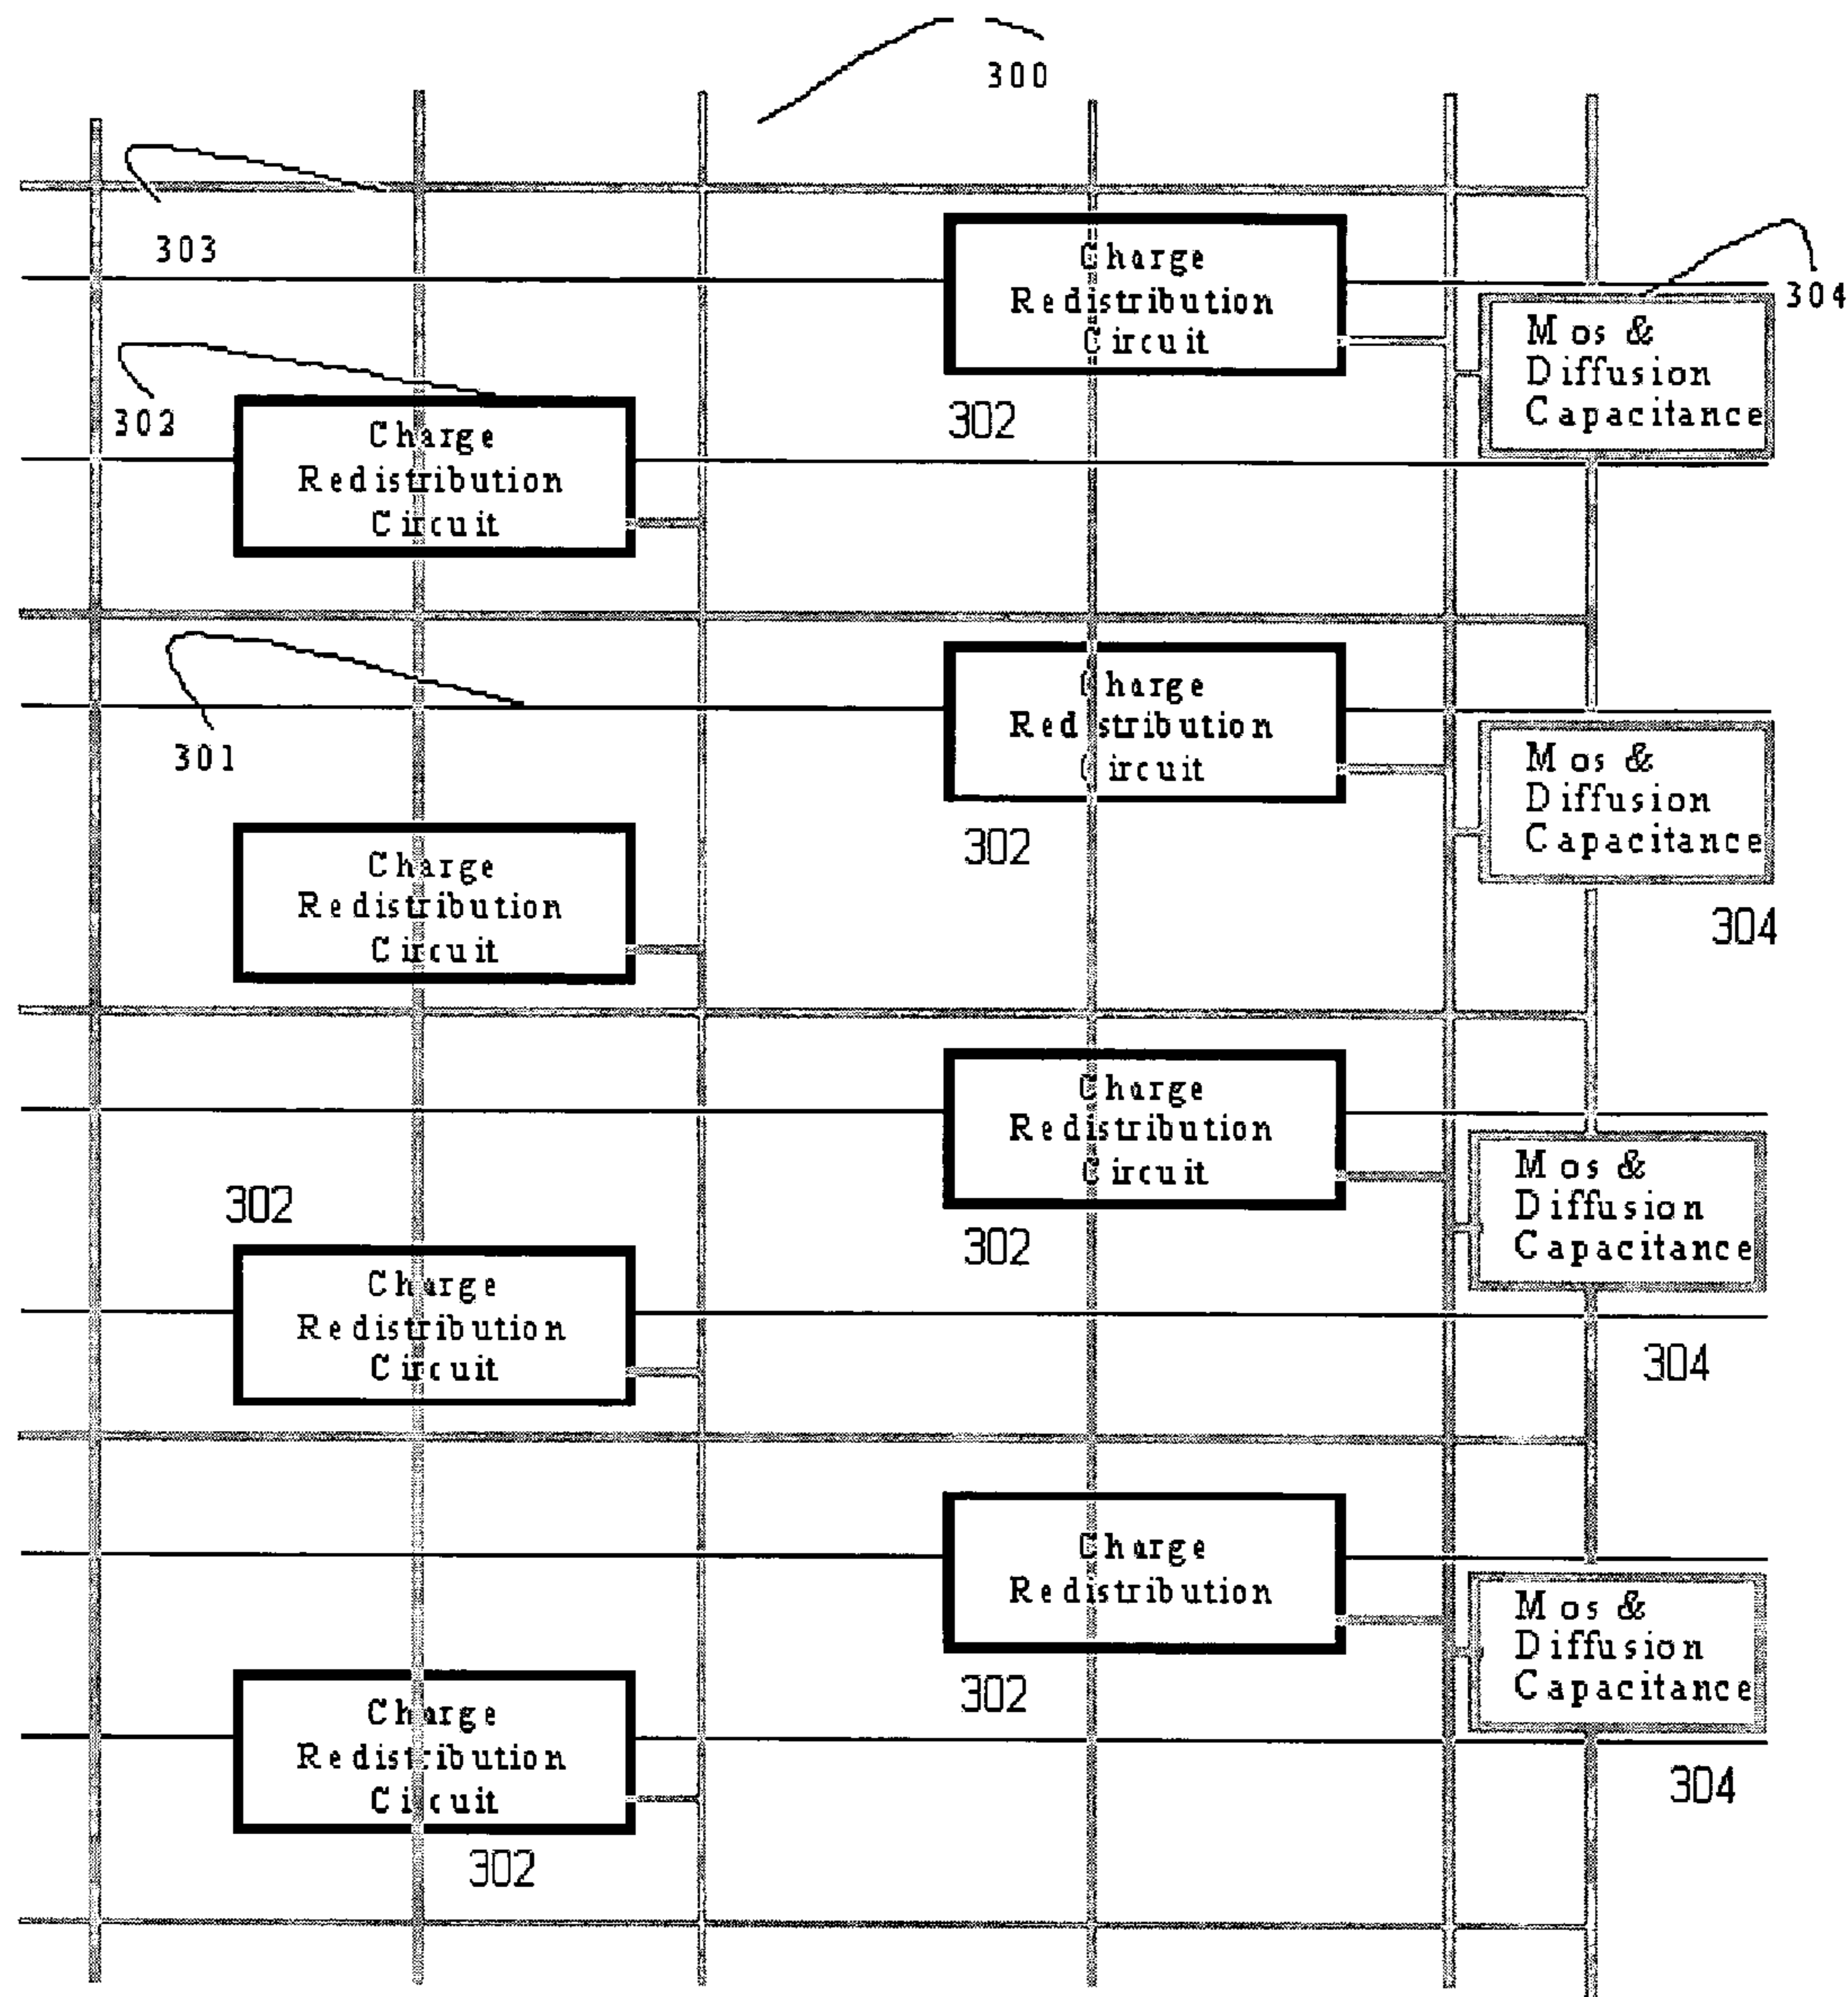 300
303
Charge
Redistribution
Circuit
304
Mos &
Diffusion
Capacitance
302
302
Charge
Redistribution
Circuit
301
Charge
Redistribution
Circuit
Mos &
Diffusion
Capacitance
302
Charge
Redistribution
Circuit
304
Charge
Redistribution
Circuit
Mos &
Diffusion
Capacitance
302
302
Charge
Redistribution
Circuit
304
Charge
Redistribution
Mos &
Diffusion
Capacitance
302
Charge
Redistribution
Circuit
304
302